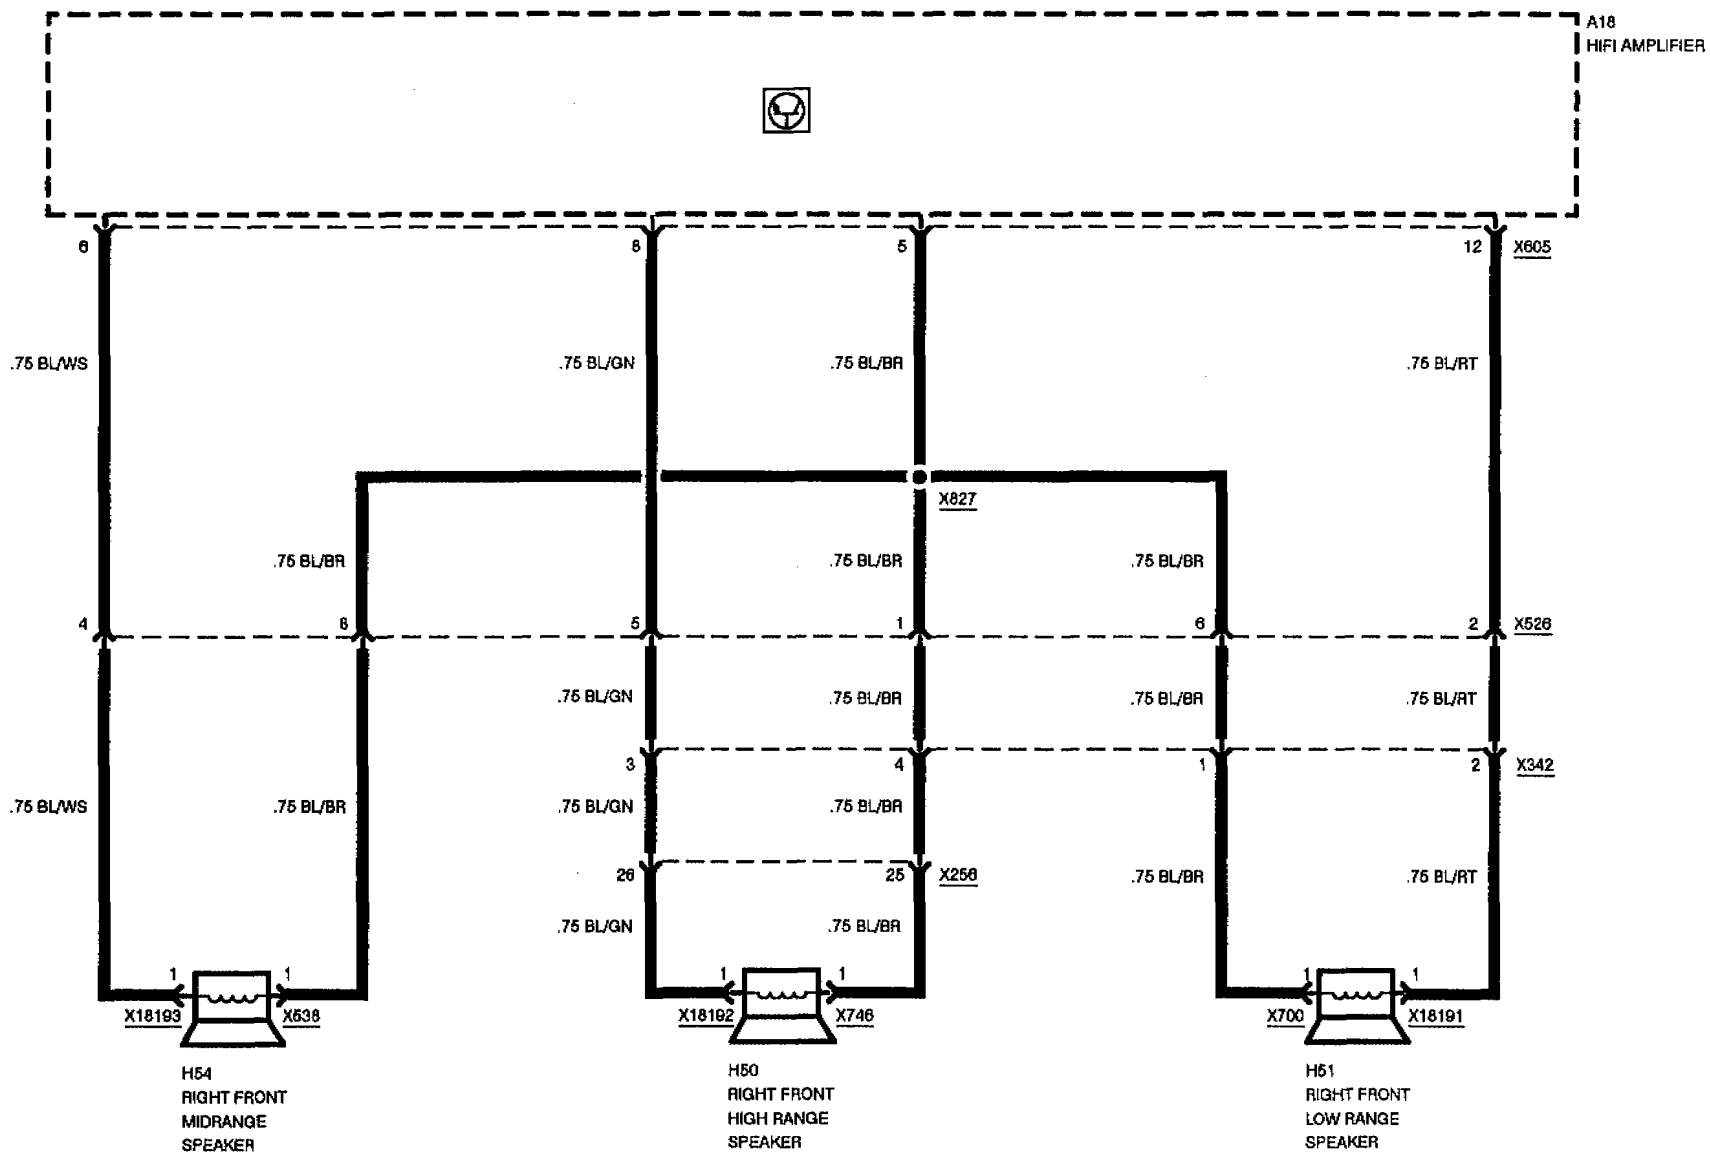 A18
HIFI AMPLIFIER
6
8
5
12
X605
.75 BL/WS
.75 BL/GN
.75 BL/BR
.75 BL/RT
X827
.75 BL/BR
.75 BL/BR
.75 BL/BR
4
8
5
1
6
2
X526
.75 BL/GN
.75 BL/BR
.75 BL/BR
.75 BL/RT
3
4
1
2
X342
.75 BL/WS
.75 BL/BR
.75 BL/GN
.75 BL/BR
26
25
X256
.75 BL/BR
.75 BL/RT
.75 BL/GN
.75 BL/BR
1
1
1
1
1
1
X18193
X538
X18192
X746
X700
X18191
H54
RIGHT FRONT
MIDRANGE
SPEAKER
H50
RIGHT FRONT
HIGH RANGE
SPEAKER
H51
RIGHT FRONT
LOW RANGE
SPEAKER